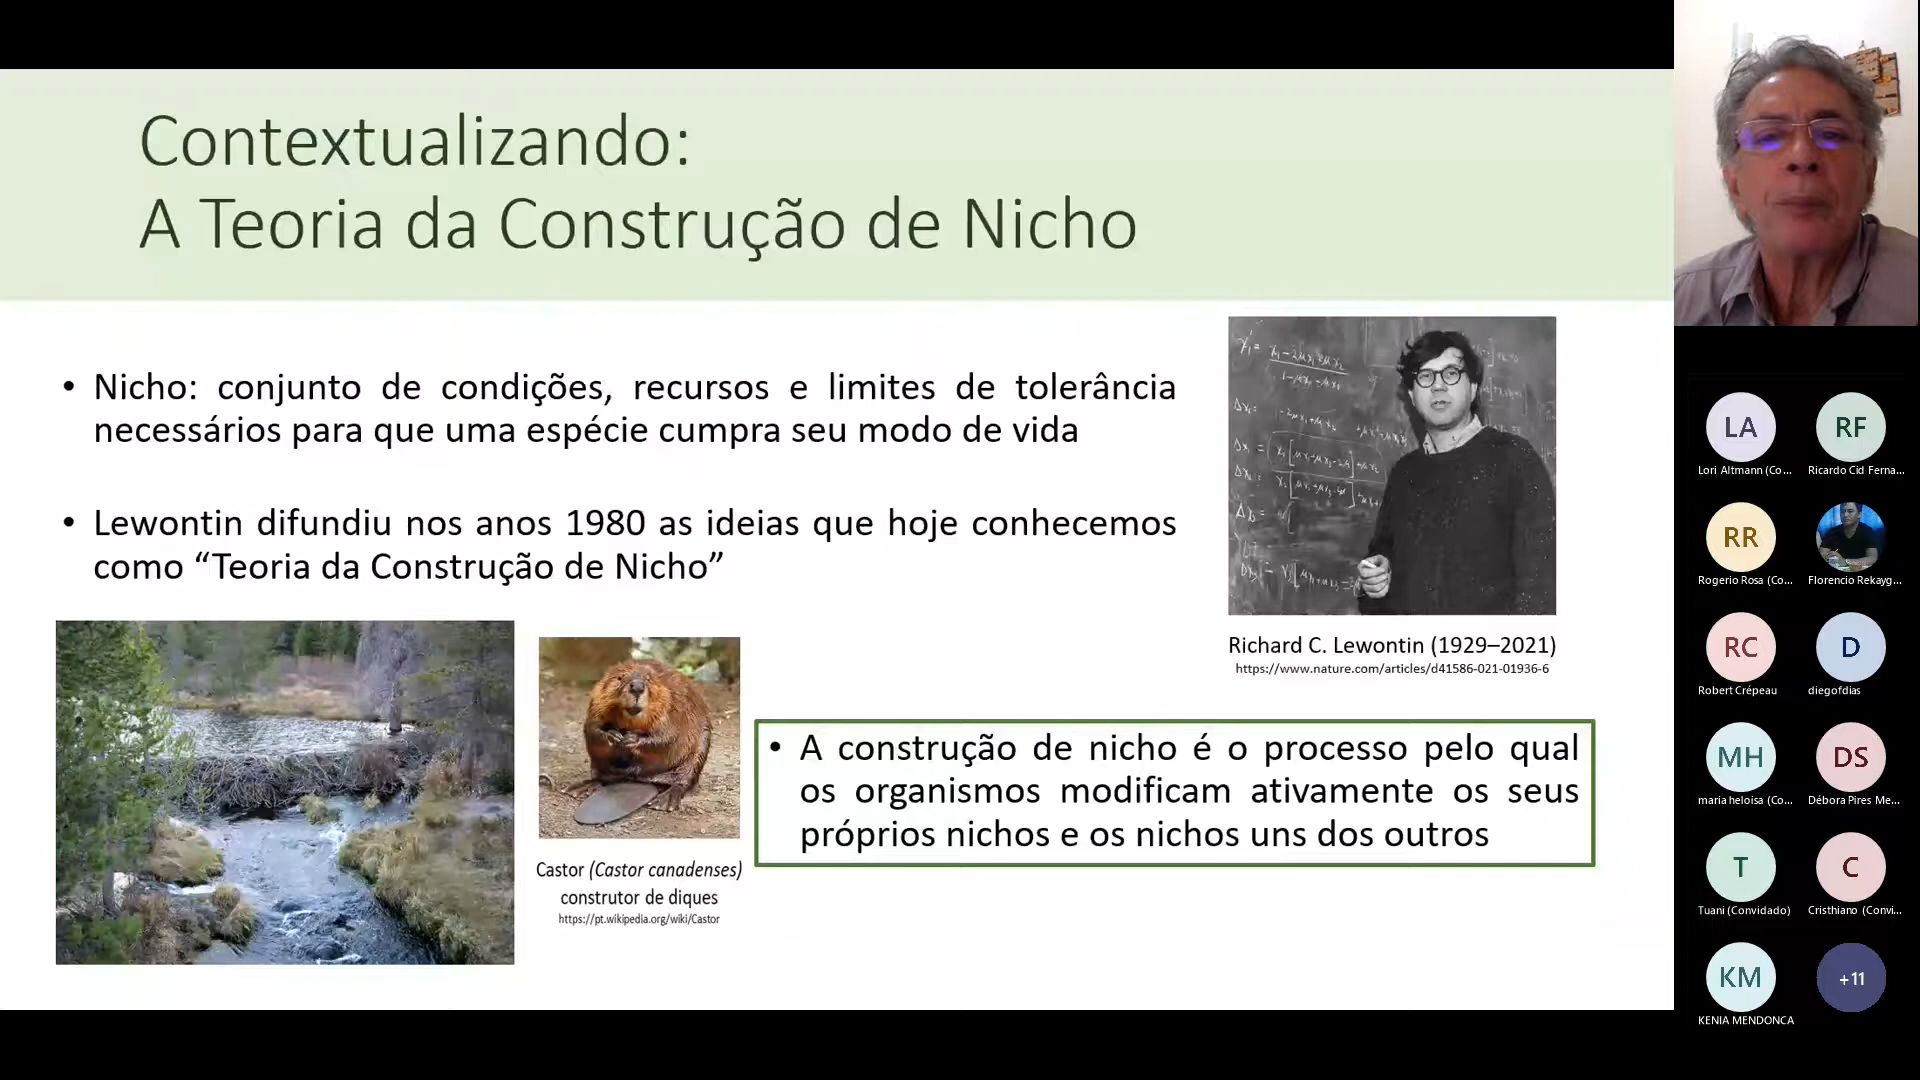 Contextualizando:
A Teoria da Construção de Nicho
• Nicho: conjunto de condições, recursos e limites de tolerância
necessários para que uma espécie cumpra seu modo de vida
• Lewontin difundiu nos anos 1980 as ideias que hoje conhecemos
como “Teoria da Construção de Nicho”
Richard C. Lewontin (1929–2021)
https://www.nature.com/articles/d41586-021-01936-6
Castor (Castor canadenses)
construtor de diques
https://pt.wikipedia.org/wiki/Castor
• A construção de nicho é o processo pelo qual
os organismos modificam ativamente os seus
próprios nichos e os nichos uns dos outros
LA
RF
Lori Altmann (Co...
Ricardo Cid Ferna...
RR
Rogerio Rosa (Co...
Florencio Rekayg...
RC
D
Robert Crépeau
diegofdias
MH
DS
maria heloisa (Co...
Débora Pires Me...
T
C
Tuani (Convidado)
Cristhiano (Convi...
KM
+11
KENIA MENDONCA